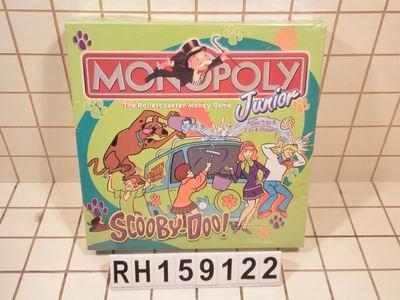 MONOPOLY
Junior
The Rollercoaster Money Game
Ages 5 to 8
2 to 4 Players
SCOOBY-DOO!
RH159122